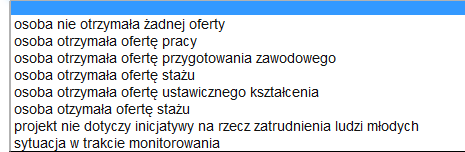 osoba nie otrzymała żadnej oferty
osoba otrzymała ofertę pracy
osoba otrzymała ofertę przygotowania zawodowego
osoba otrzymała ofertę stażu
osoba otrzymała ofertę ustawicznego kształcenia
osoba otzymała ofertę stażu
projekt nie dotyczy inicjatywy na rzecz zatrudnienia ludzi młodych
sytuacja w trakcie monitorowania